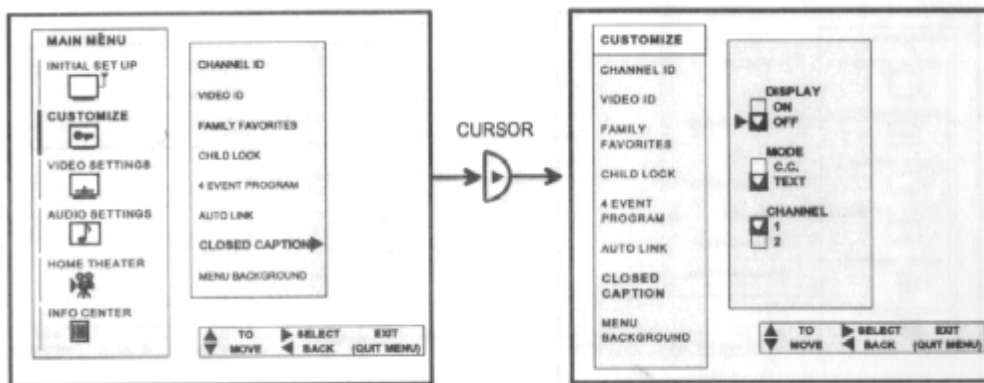 MAIN MENU
INITIAL SET UP
CUSTOMIZE
VIDEO SETTINGS
AUDIO SETTINGS
HOME THEATER
INFO CENTER
CHANNEL ID
VIDEO ID
FAMILY FAVORITES
CHILD LOCK
4 EVENT PROGRAM
AUTO LINK
CLOSED CAPTION
MENU BACKGROUND
TO SELECT EXIT
MOVE BACK (QUIT MENU)
CURSOR
CUSTOMIZE
CHANNEL ID
VIDEO ID
FAMILY
FAVORITES
CHILD LOCK
4 EVENT
PROGRAM
AUTO LINK
CLOSED
CAPTION
MENU
BACKGROUND
DISPLAY
ON
OFF
MODE
C.C.
TEXT
CHANNEL
1
2
TO SELECT EXIT
MOVE BACK (QUIT MENU)